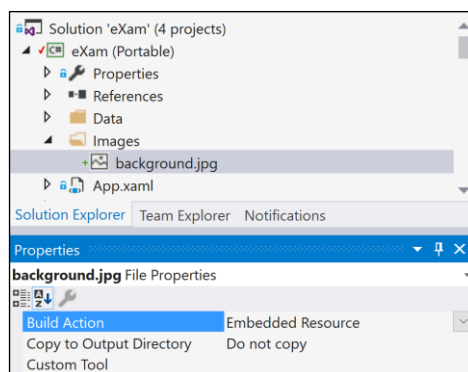 Solution 'eXam' (4 projects)
C# eXam (Portable)
Properties
References
Data
Images
background.jpg
App.xaml
Solution Explorer Team Explorer Notifications
Properties
background.jpg File Properties
Build Action Embedded Resource
Copy to Output Directory Do not copy
Custom Tool